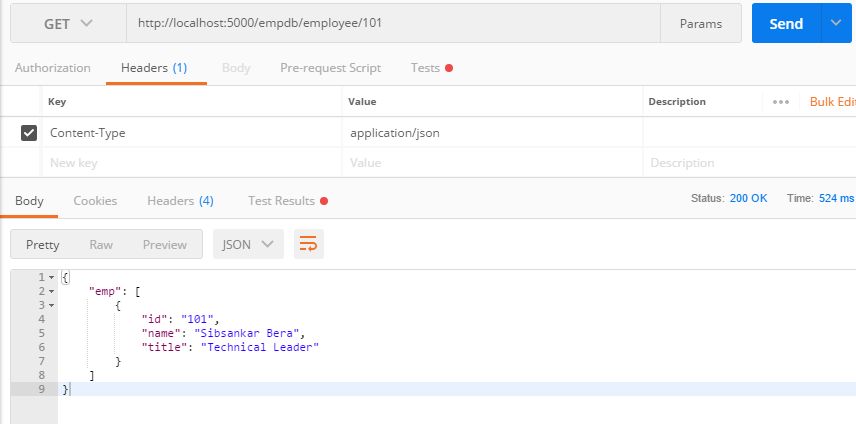 GET http://localhost:5000/empdb/employee/101 Params Send
Authorization Headers (1) Body Pre-request Script Tests
Key Value Description ••• Bulk Edit
Content-Type application/json
New key Value Description
Body Cookies Headers (4) Test Results Status: 200 OK Time: 524 ms
Pretty Raw Preview JSON
1 {
2 "emp": [
3 {
4 "id": "101",
5 "name": "Sibsankar Bera",
6 "title": "Technical Leader"
7 }
8 ]
9 }